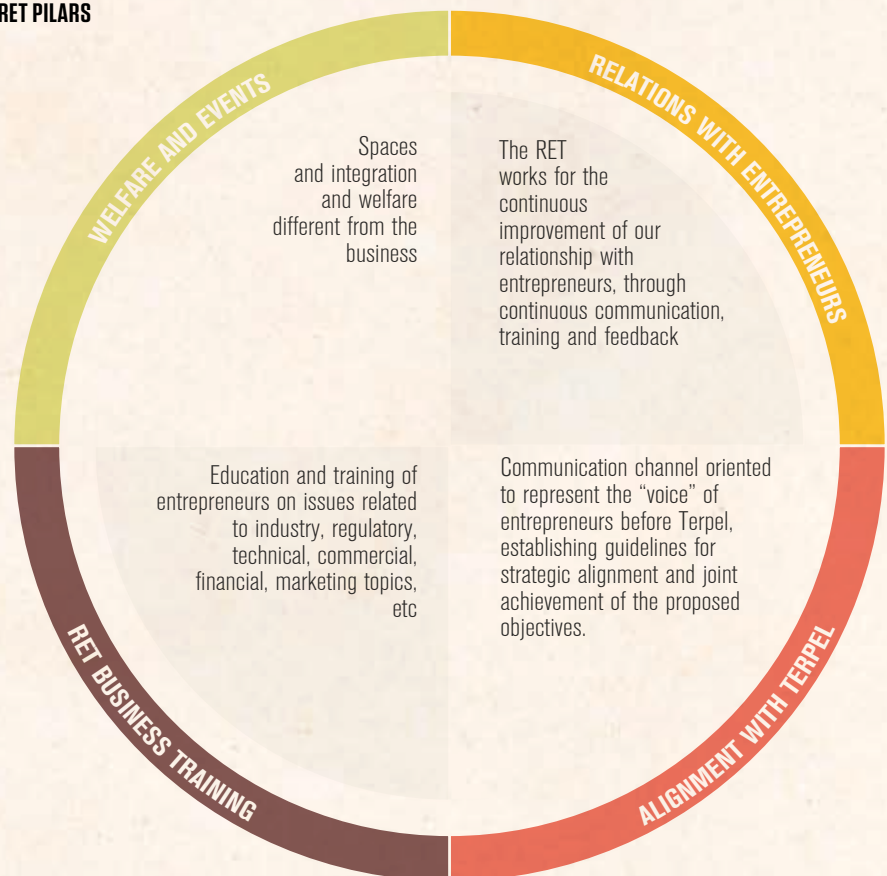 RET PILARS
WELFARE AND EVENTS
Spaces
and integration
and welfare
different from the
business
RELATIONS WITH ENTREPRENEURS
The RET
works for the
continuous
improvement of our
relationship with
entrepreneurs, through
continuous communication,
training and feedback
RET BUSINESS TRAINING
Education and training of
entrepreneurs on issues related
to industry, regulatory,
technical, commercial,
financial, marketing topics,
etc
ALIGNMENT WITH TERPEL
Communication channel oriented
to represent the “voice” of
entrepreneurs before Terpel,
establishing guidelines for
strategic alignment and joint
achievement of the proposed
objectives.